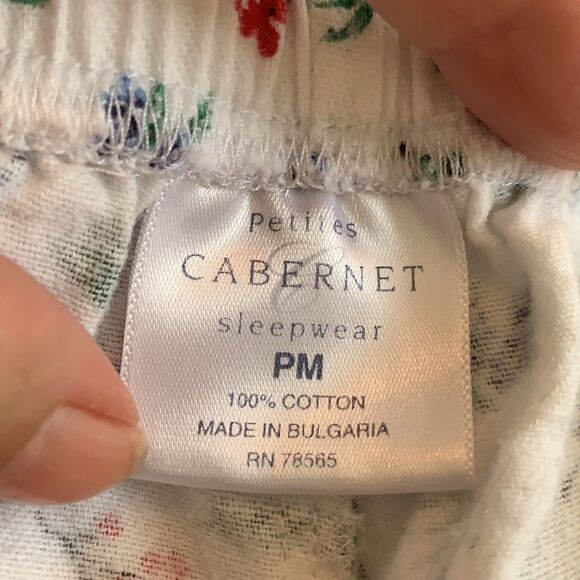 Petites
CABERNET
sleepwear
PM
100% COTTON
MADE IN BULGARIA
RN 78565